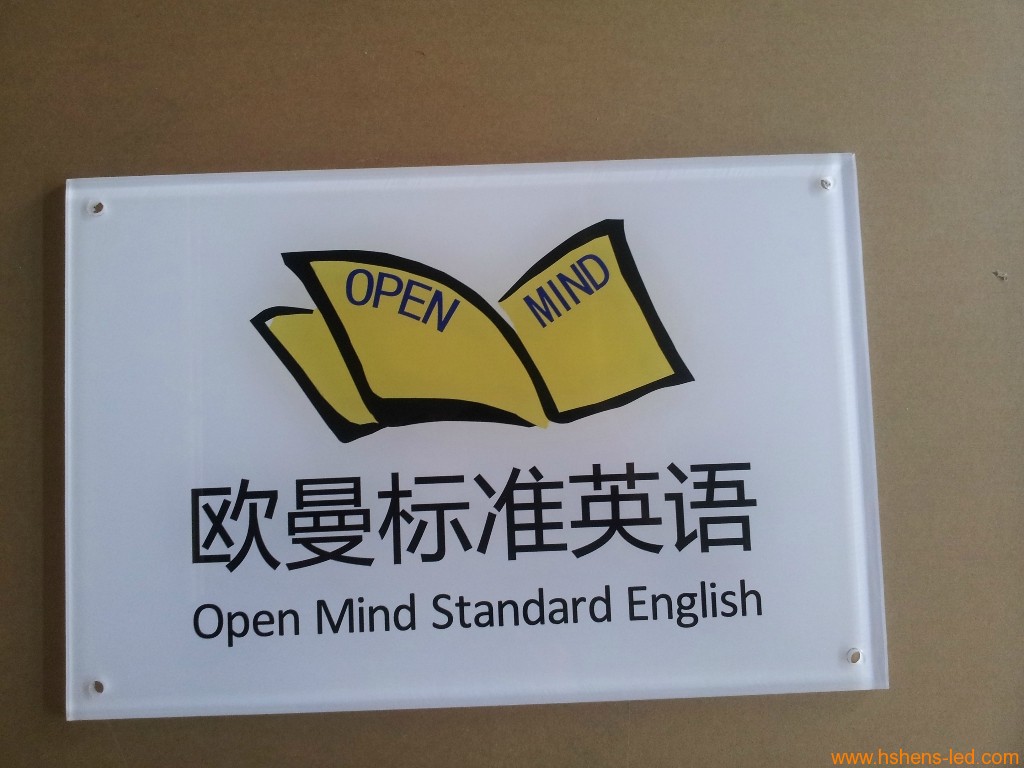 OPEN MIND
欧曼标准英语
Open Mind Standard English
www.hshens-led.com